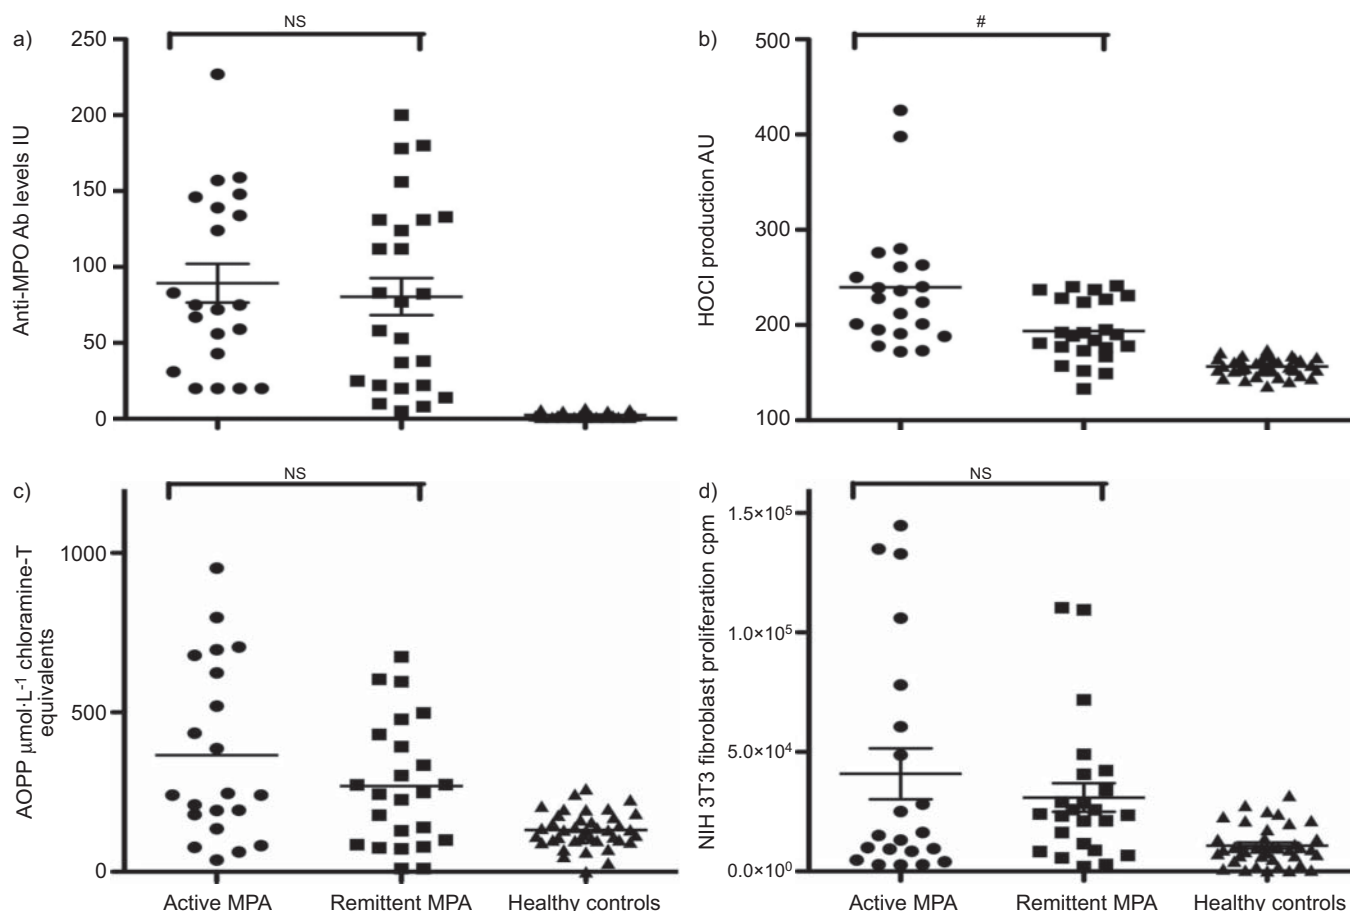 NS
a)
250
200
150
100
50
0
Anti-MPO Ab levels IU
#
b)
500
400
300
200
100
HOCl production AU
NS
c)
1000
500
0
AOPP μmol·L⁻¹ chloramine-T
equivalents
Active MPA Remittent MPA Healthy controls
NS
d)
1.5×10⁵
1.0×10⁵
5.0×10⁴
0.0×10⁰
NIH 3T3 fibroblast proliferation cpm
Active MPA Remittent MPA Healthy controls